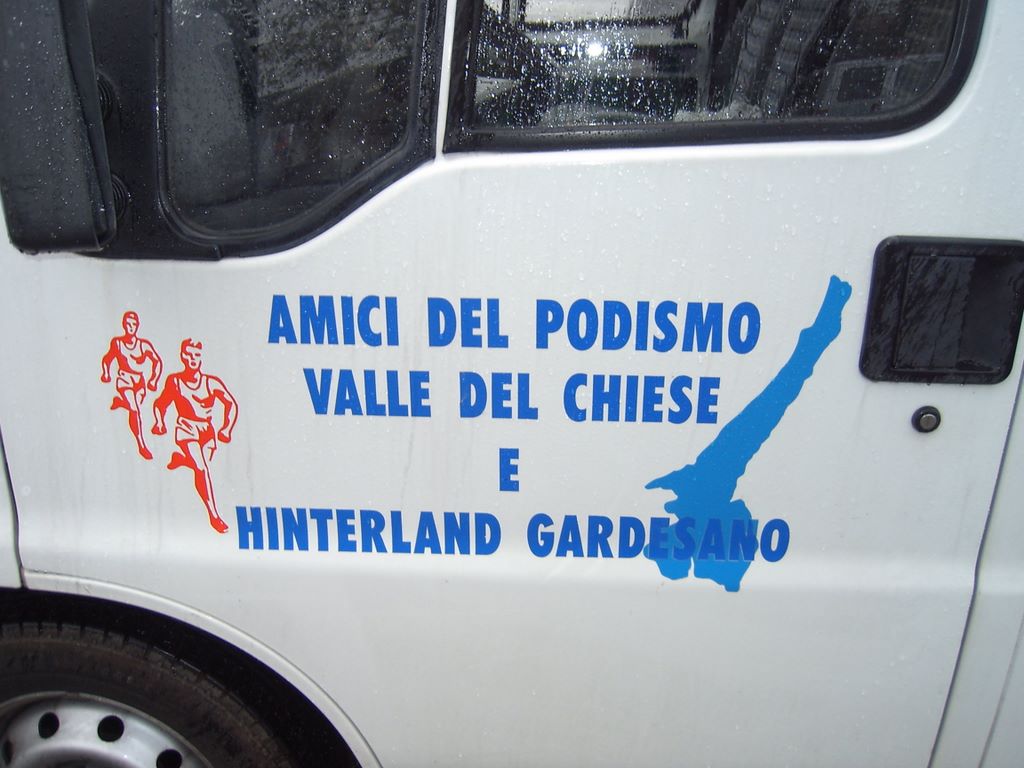 AMICI DEL PODISMO
VALLE DEL CHIESE
E
HINTERLAND GARDESANO